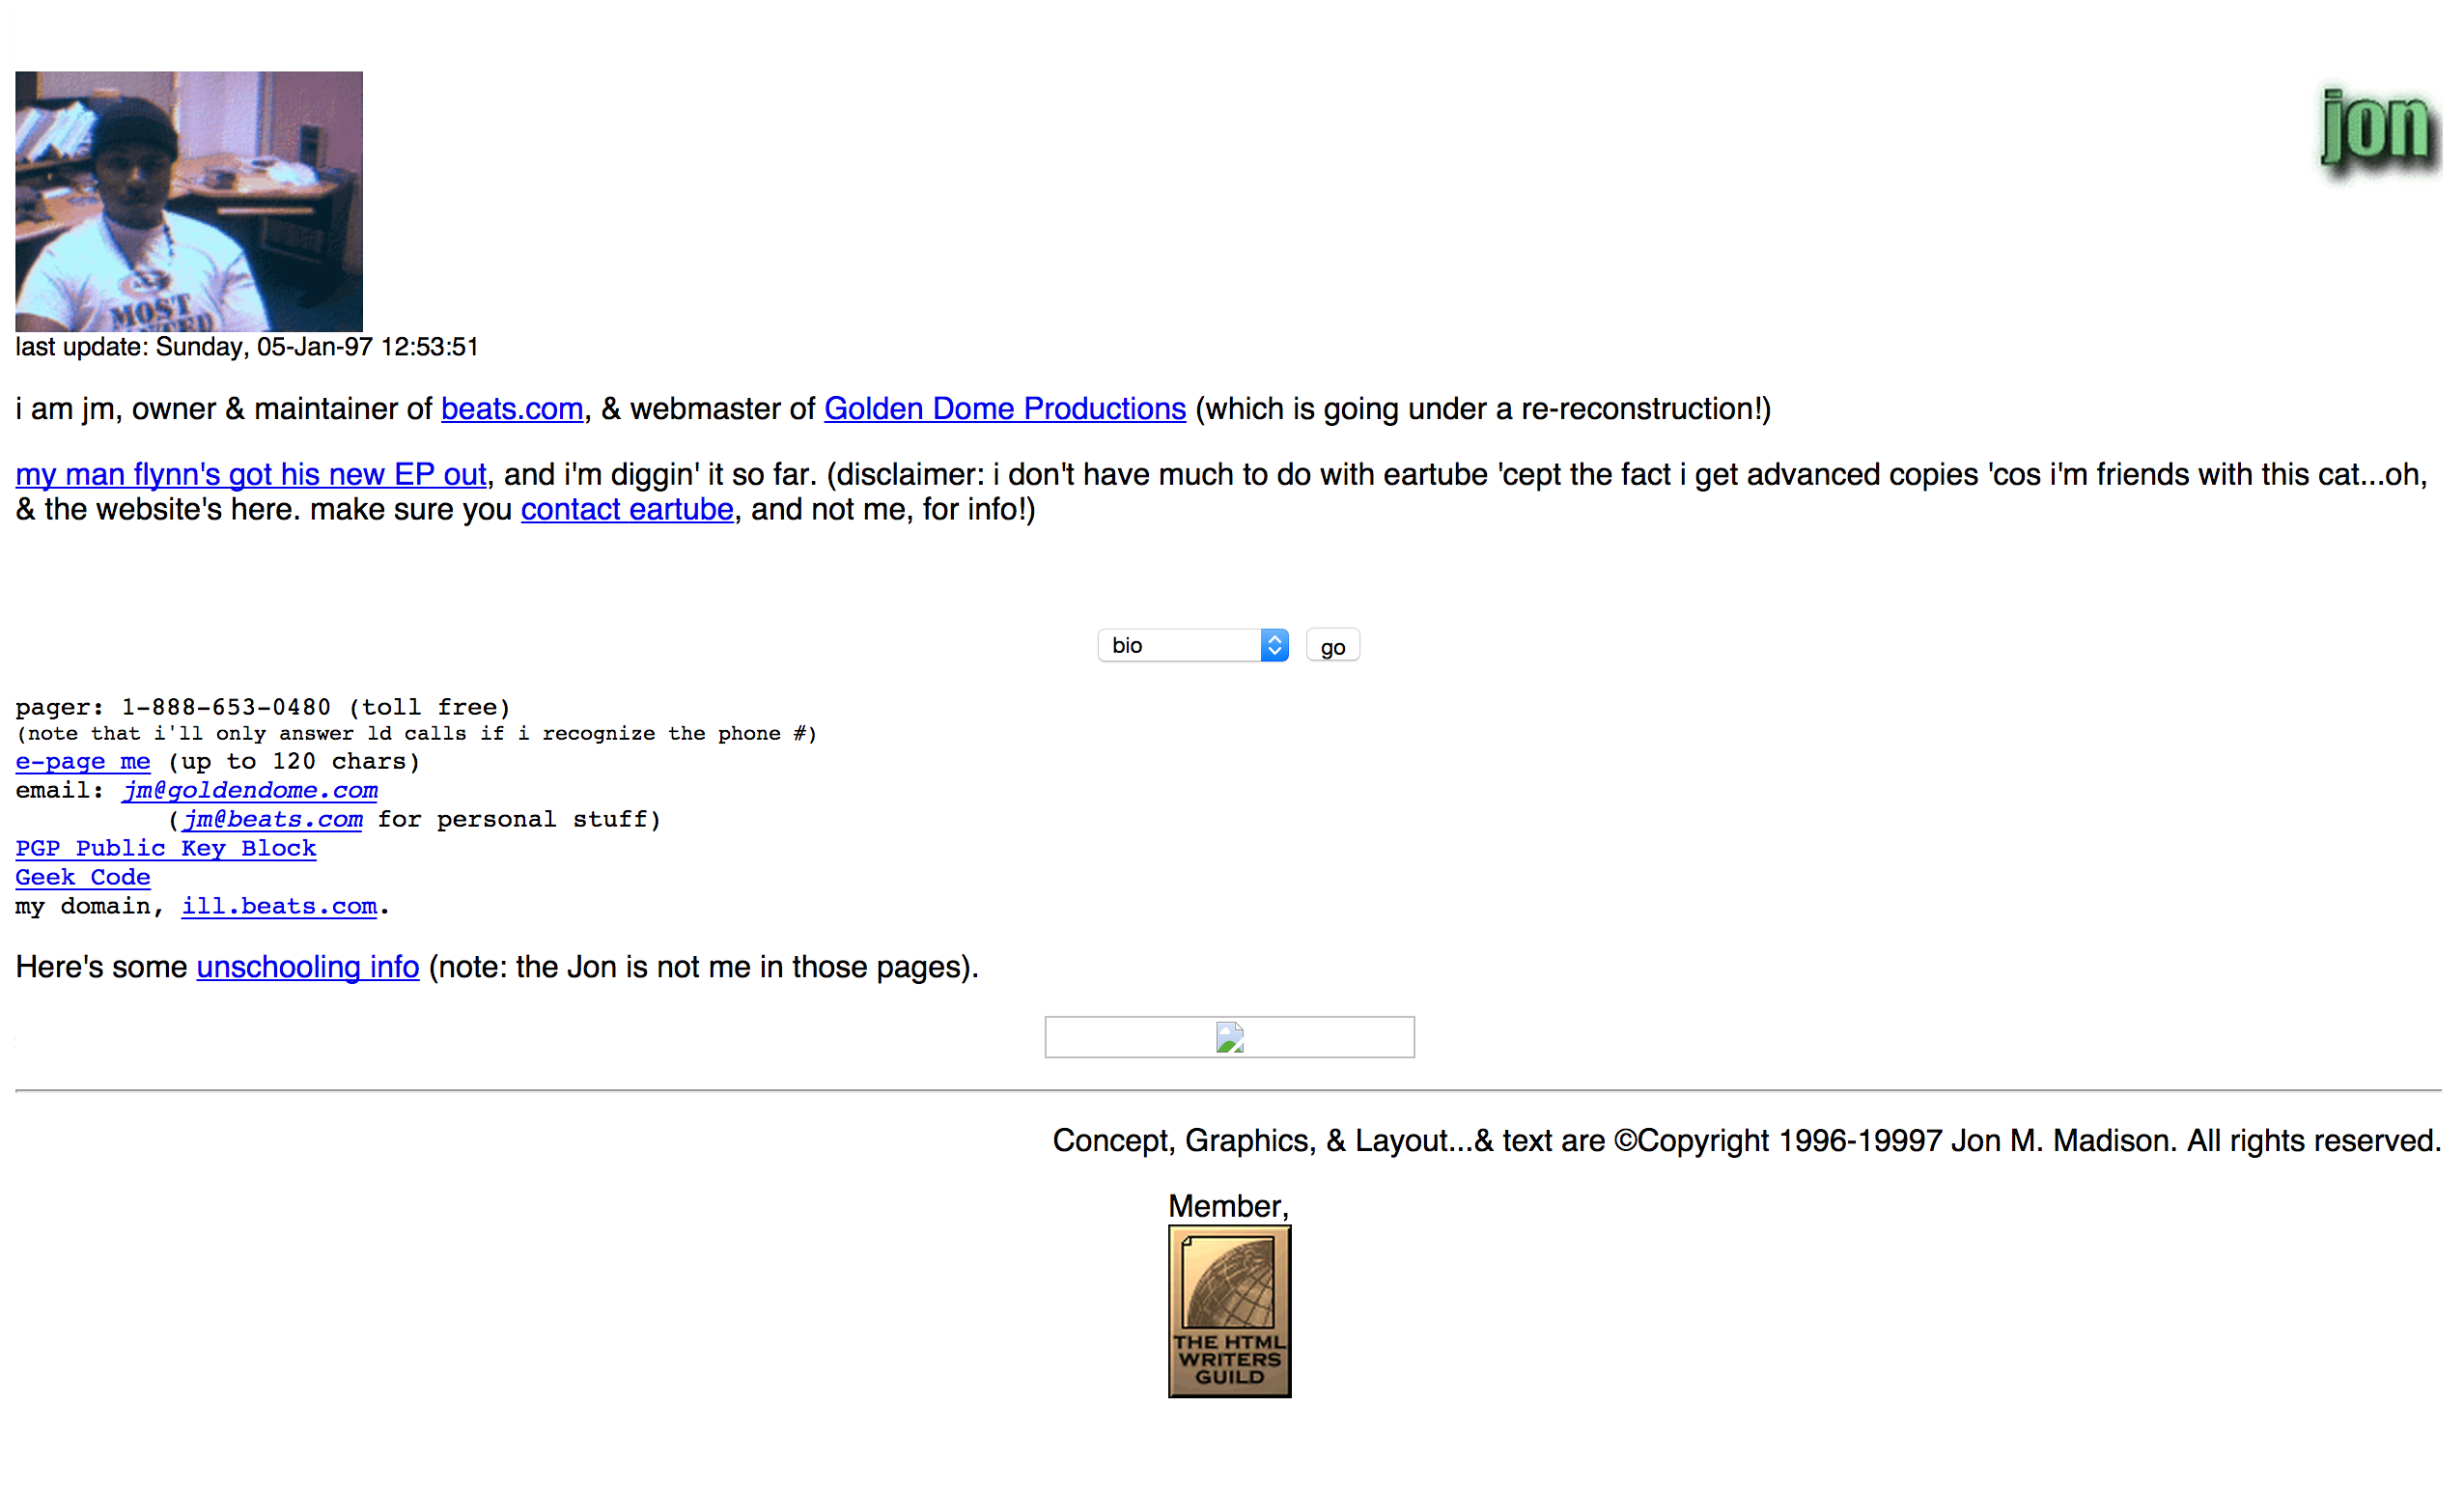 jon
MOST
last update: Sunday, 05-Jan-97 12:53:51
i am jm, owner & maintainer of beats.com, & webmaster of Golden Dome Productions (which is going under a re-reconstruction!)
my man flynn's got his new EP out, and i'm diggin' it so far. (disclaimer: i don't have much to do with eartube 'cept the fact i get advanced copies 'cos i'm friends with this cat...oh,
& the website's here. make sure you contact eartube, and not me, for info!)
bio go
pager: 1-888-653-0480 (toll free)
(note that i'll only answer ld calls if i recognize the phone #)
e-page me (up to 120 chars)
email: jm@goldendome.com
(jm@beats.com for personal stuff)
PGP Public Key Block
Geek Code
my domain, ill.beats.com.
Here's some unschooling info (note: the Jon is not me in those pages).
Concept, Graphics, & Layout...& text are ©Copyright 1996-19997 Jon M. Madison. All rights reserved.
Member,
THE HTML
WRITERS
GUILD